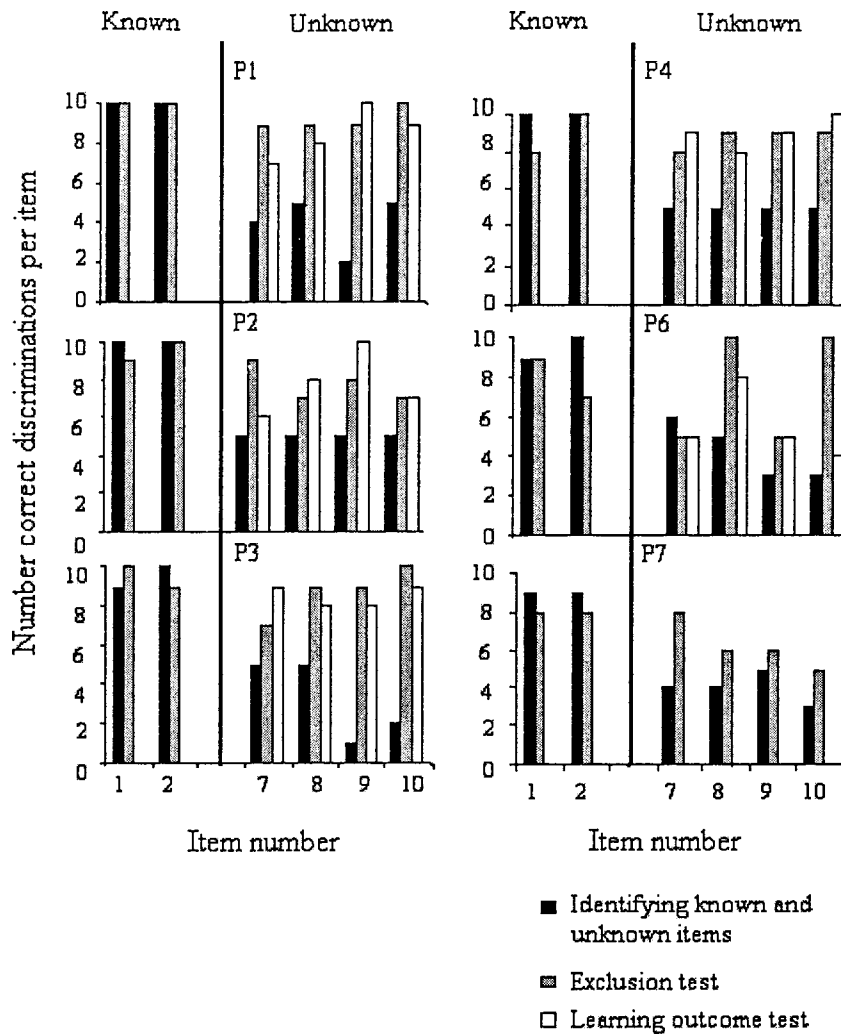 Known Unknown Known Unknown
Number correct discriminations per item
P1
10
8
6
4
2
0
P2
10
8
6
4
2
0
P3
10
8
6
4
2
0
1 2 7 8 9 10
Item number
P4
10
8
6
4
2
0
P6
10
8
6
4
2
0
P7
8
6
4
2
0
1 2 7 8 9 10
Item number
Identifying known and
unknown items
Exclusion test
Learning outcome test